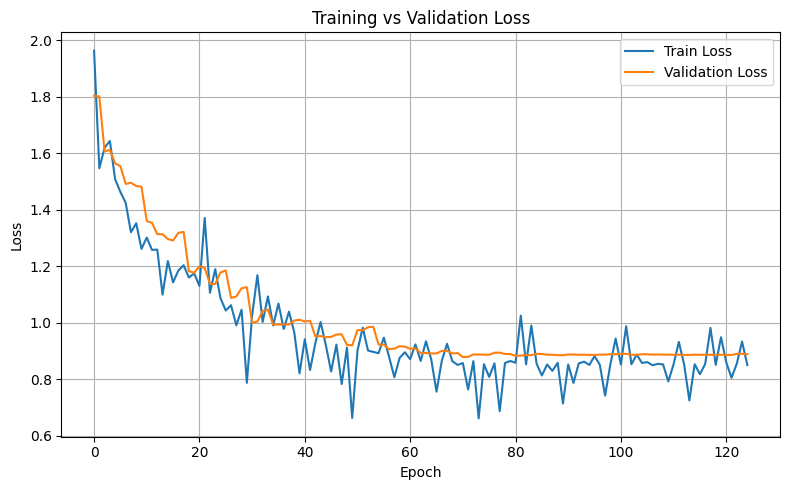 Training vs Validation Loss
2.0
1.8
1.6
1.4
1.2
1.0
0.8
0.6
Loss
Train Loss
Validation Loss
0 20 40 60 80 100 120
Epoch